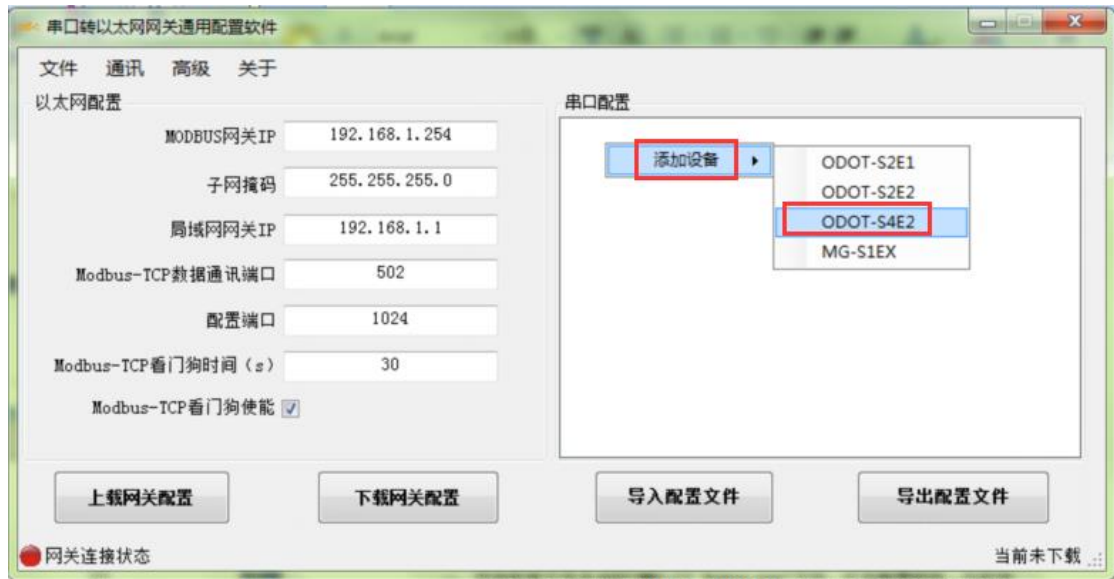 串口转以太网网关通用配置软件
文件 通讯 高级 关于
以太网配置
MODBUS网关IP 192.168.1.254
子网掩码 255.255.255.0
局域网网关IP 192.168.1.1
Modbus-TCP数据通讯端口 502
配置端口 1024
Modbus-TCP看门狗时间（s） 30
Modbus-TCP看门狗使能
串口配置
添加设备
ODOT-S2E1
ODOT-S2E2
ODOT-S4E2
MG-S1EX
上载网关配置 下载网关配置 导入配置文件 导出配置文件
网关连接状态 当前未下载